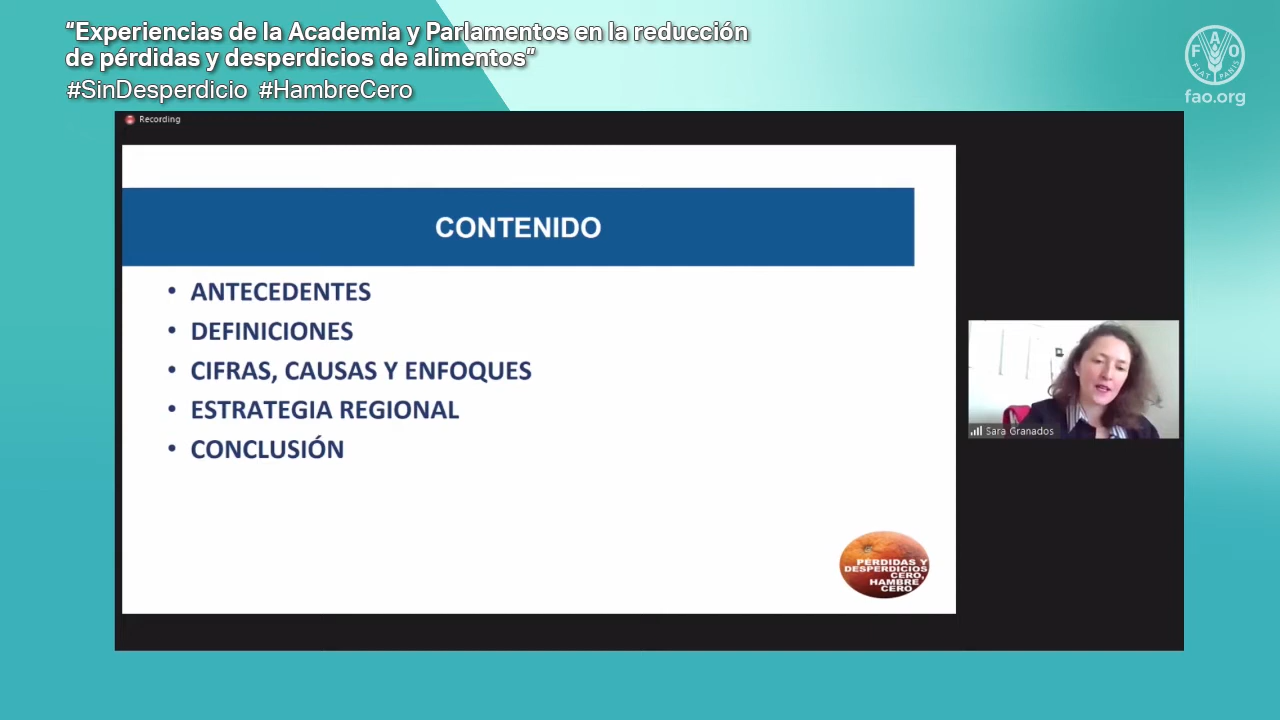 “Experiencias de la Academia y Parlamentos en la reducción
de pérdidas y desperdicios de alimentos”
#SinDesperdicio #HambreCero
F A O
FIAT PANIS
fao.org
Recording
CONTENIDO
• ANTECEDENTES
• DEFINICIONES
• CIFRAS, CAUSAS Y ENFOQUES
• ESTRATEGIA REGIONAL
• CONCLUSIÓN
Sara Granados
PÉRDIDAS Y
DESPERDICIOS
CERO,
HAMBRE
CERO